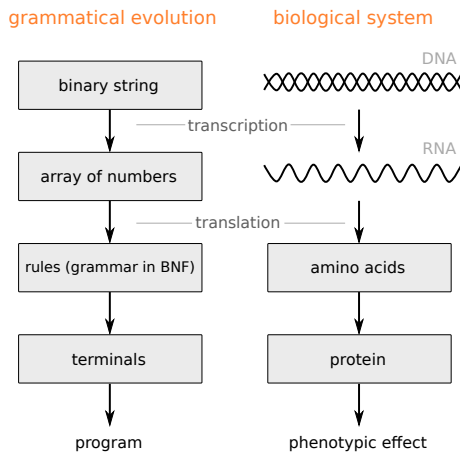 grammatical evolution
biological system
DNA
binary string
transcription
RNA
array of numbers
translation
rules (grammar in BNF)
amino acids
terminals
protein
program
phenotypic effect